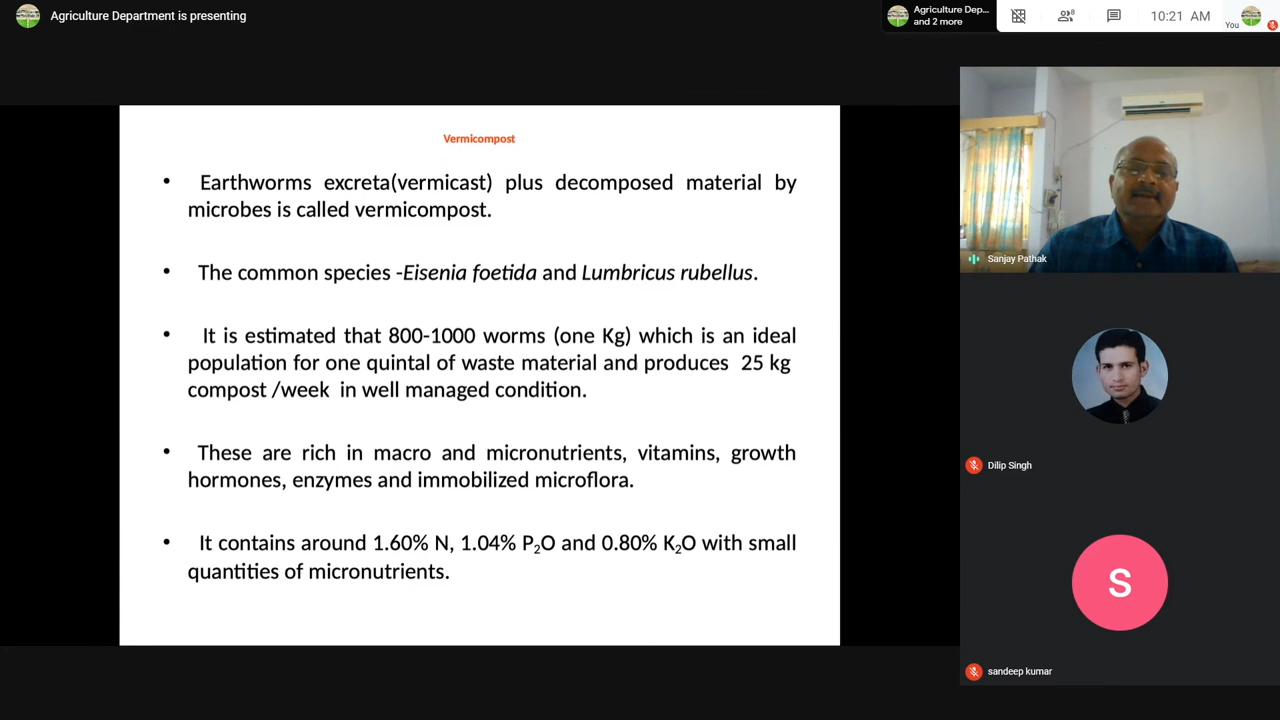 Agriculture Department is presenting
Agriculture Dep...
and 2 more
8
10:21 AM
You
Vermicompost
• Earthworms excreta(vermicast) plus decomposed material by
microbes is called vermicompost.
• The common species -Eisenia foetida and Lumbricus rubellus.
• It is estimated that 800-1000 worms (one Kg) which is an ideal
population for one quintal of waste material and produces 25 kg
compost /week in well managed condition.
• These are rich in macro and micronutrients, vitamins, growth
hormones, enzymes and immobilized microflora.
• It contains around 1.60% N, 1.04% P₂O and 0.80% K₂O with small
quantities of micronutrients.
Sanjay Pathak
Dilip Singh
S
sandeep kumar